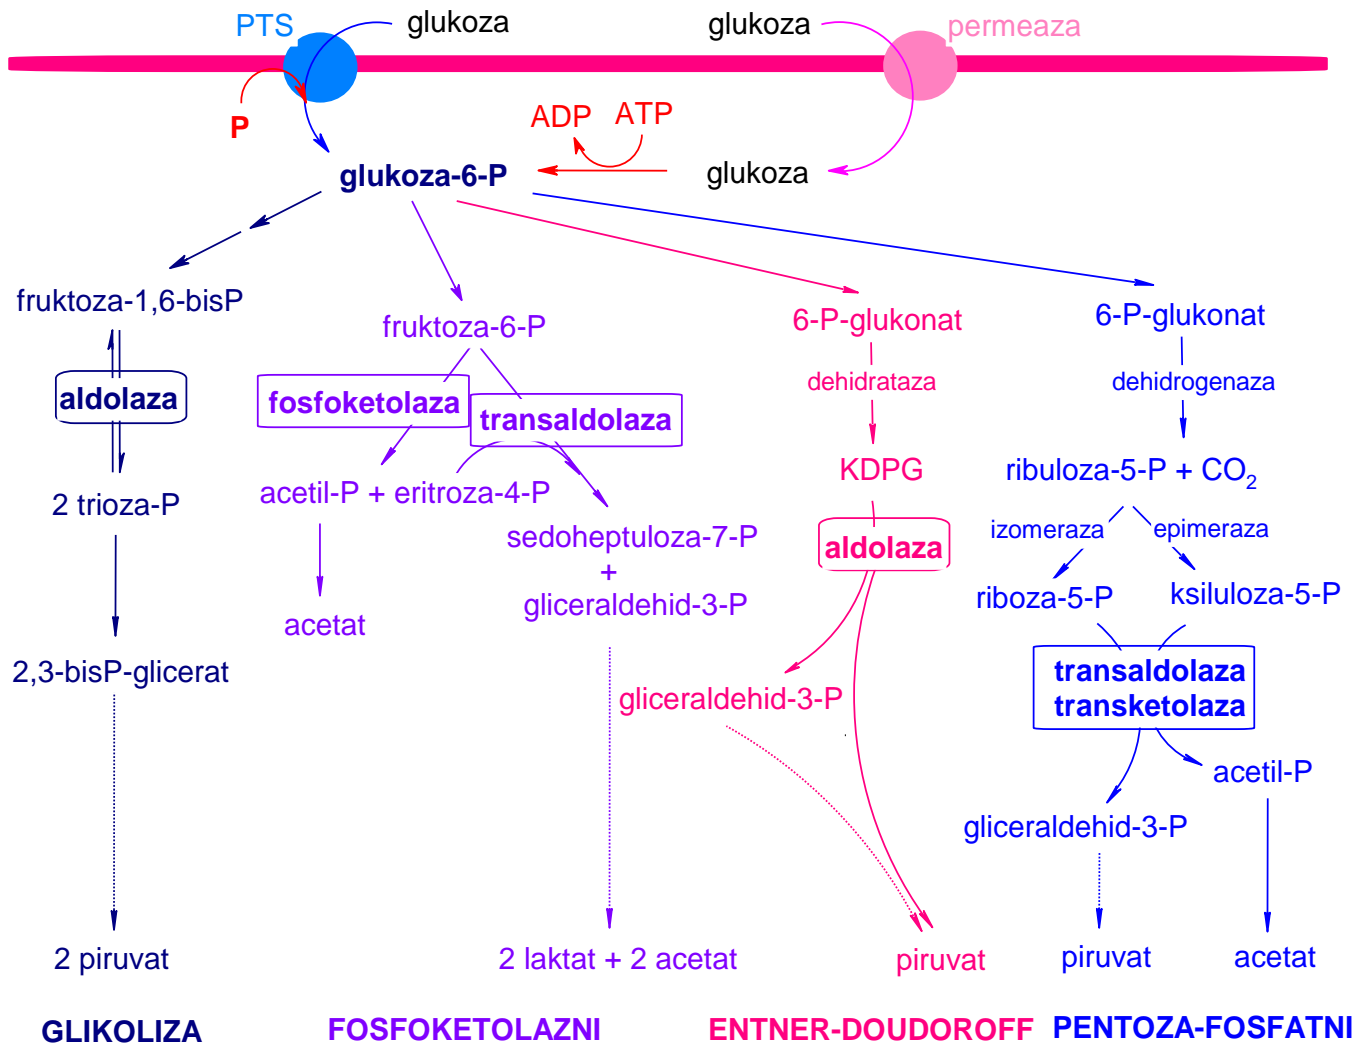 PTS
glukoza
glukoza
permeaza
P
ADP
ATP
glukoza-6-P
glukoza
fruktoza-1,6-bisP
fruktoza-6-P
6-P-glukonat
6-P-glukonat
dehidrataza
dehidrogenaza
aldolaza
fosfoketolaza
transaldolaza
KDPG
ribuloza-5-P + CO₂
2 trioza-P
acetil-P + eritroza-4-P
izomeraza
epimeraza
sedoheptuloza-7-P
+
gliceraldehid-3-P
aldolaza
riboza-5-P
ksiluloza-5-P
acetat
2,3-bisP-glicerat
gliceraldehid-3-P
transaldolaza
transketolaza
acetil-P
gliceraldehid-3-P
2 piruvat
2 laktat + 2 acetat
piruvat
piruvat
acetat
GLIKOLIZA
FOSFOKETOLAZNI
ENTNER-DOUDOROFF
PENTOZA-FOSFATNI